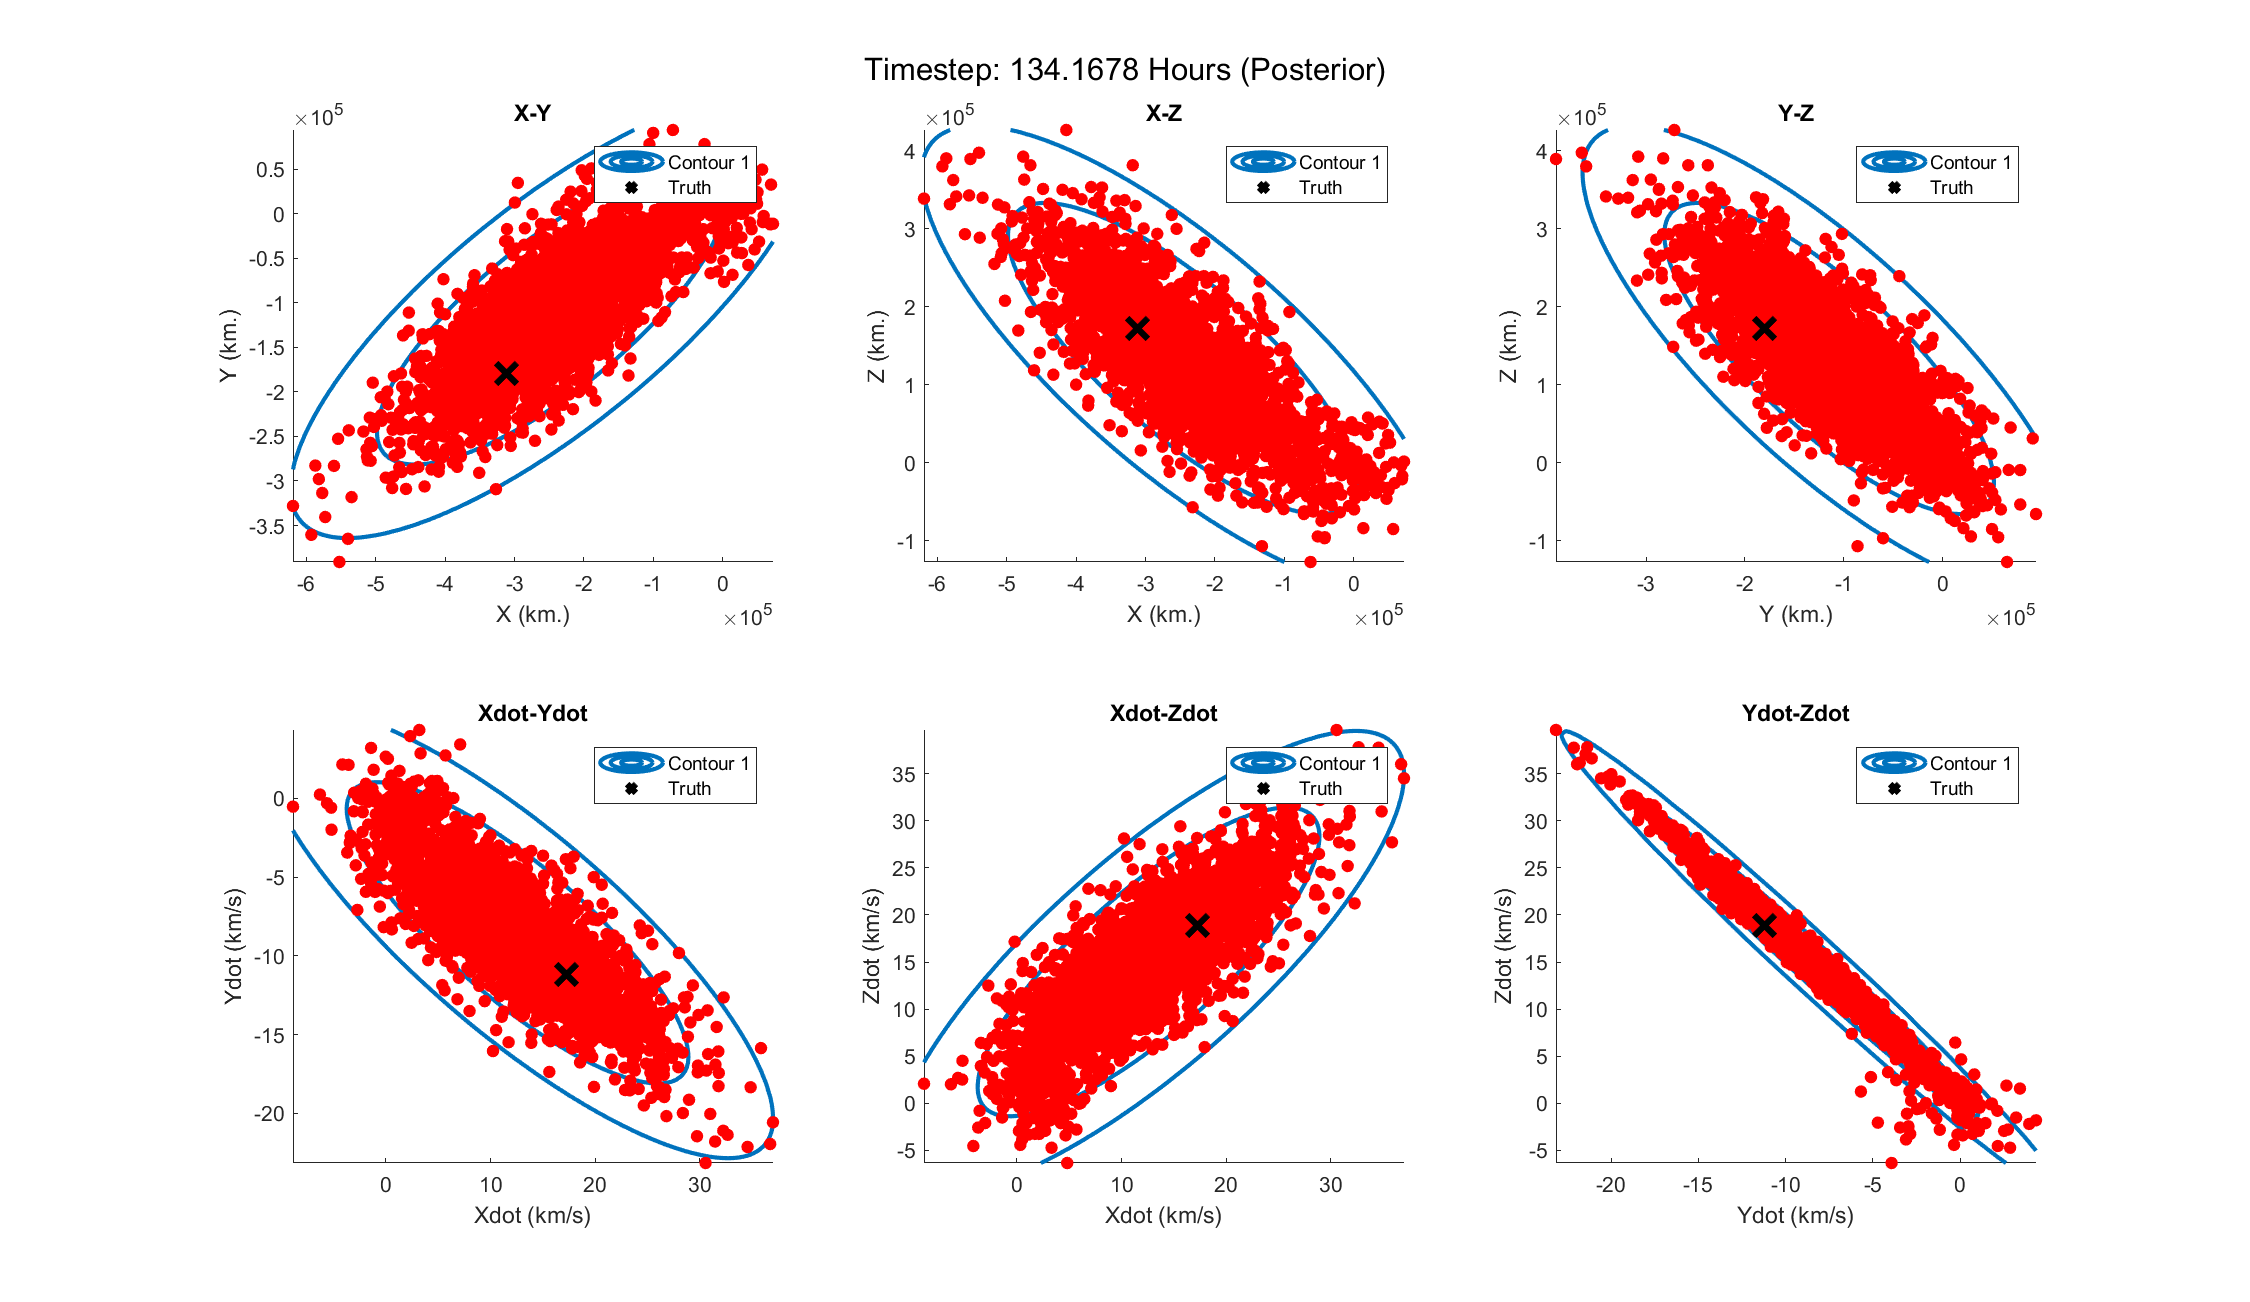 Timestep: 134.1678 Hours (Posterior)
X-Y
×10^5
0.5
0
-0.5
-1
-1.5
-2
-2.5
-3
-3.5
Y (km.)
-6 -5 -4 -3 -2 -1 0
X (km.)
×10^5
Contour 1
Truth
X-Z
×10^5
4
3
2
1
0
-1
Z (km.)
-6 -5 -4 -3 -2 -1 0
X (km.)
×10^5
Contour 1
Truth
Y-Z
×10^5
4
3
2
1
0
-1
Z (km.)
-3 -2 -1 0
Y (km.)
×10^5
Contour 1
Truth
Xdot-Ydot
0
-5
-10
-15
-20
Ydot (km/s)
0 10 20 30
Xdot (km/s)
Contour 1
Truth
Xdot-Zdot
35
30
25
20
15
10
5
0
-5
Zdot (km/s)
0 10 20 30
Xdot (km/s)
Contour 1
Truth
Ydot-Zdot
35
30
25
20
15
10
5
0
-5
Zdot (km/s)
-20 -15 -10 -5 0
Ydot (km/s)
Contour 1
Truth